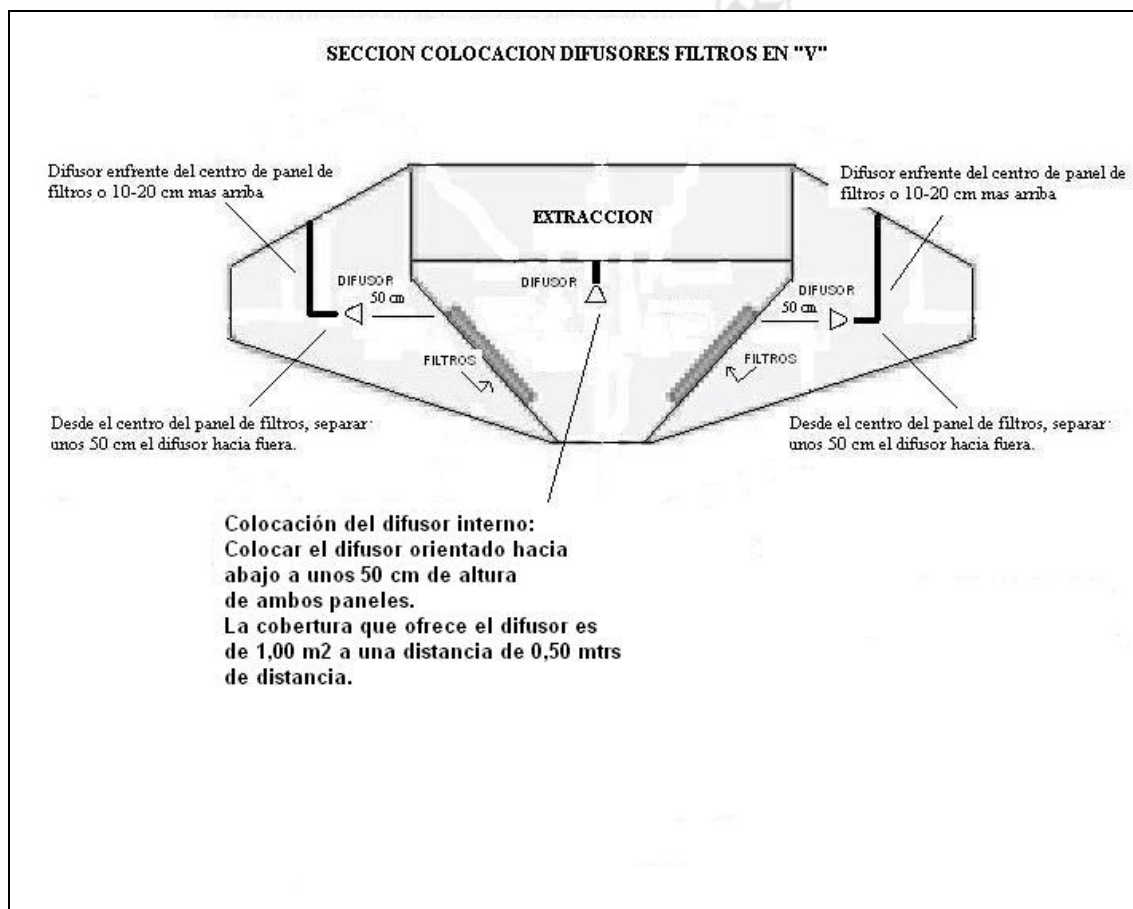 SECCION COLOCACION DIFUSORES FILTROS EN "V"
Difusor enfrente del centro de panel de
filtros o 10-20 cm mas arriba
Difusor enfrente del centro de panel de
filtros o 10-20 cm mas arriba
EXTRACCION
DIFUSOR
50 cm
DIFUSOR
DIFUSOR
50 cm
FILTROS
FILTROS
Desde el centro del panel de filtros, separar
unos 50 cm el difusor hacia fuera.
Desde el centro del panel de filtros, separar
unos 50 cm el difusor hacia fuera.
Colocación del difusor interno:
Colocar el difusor orientado hacia
abajo a unos 50 cm de altura
de ambos paneles.
La cobertura que ofrece el difusor es
de 1,00 m2 a una distancia de 0,50 mtrs
de distancia.